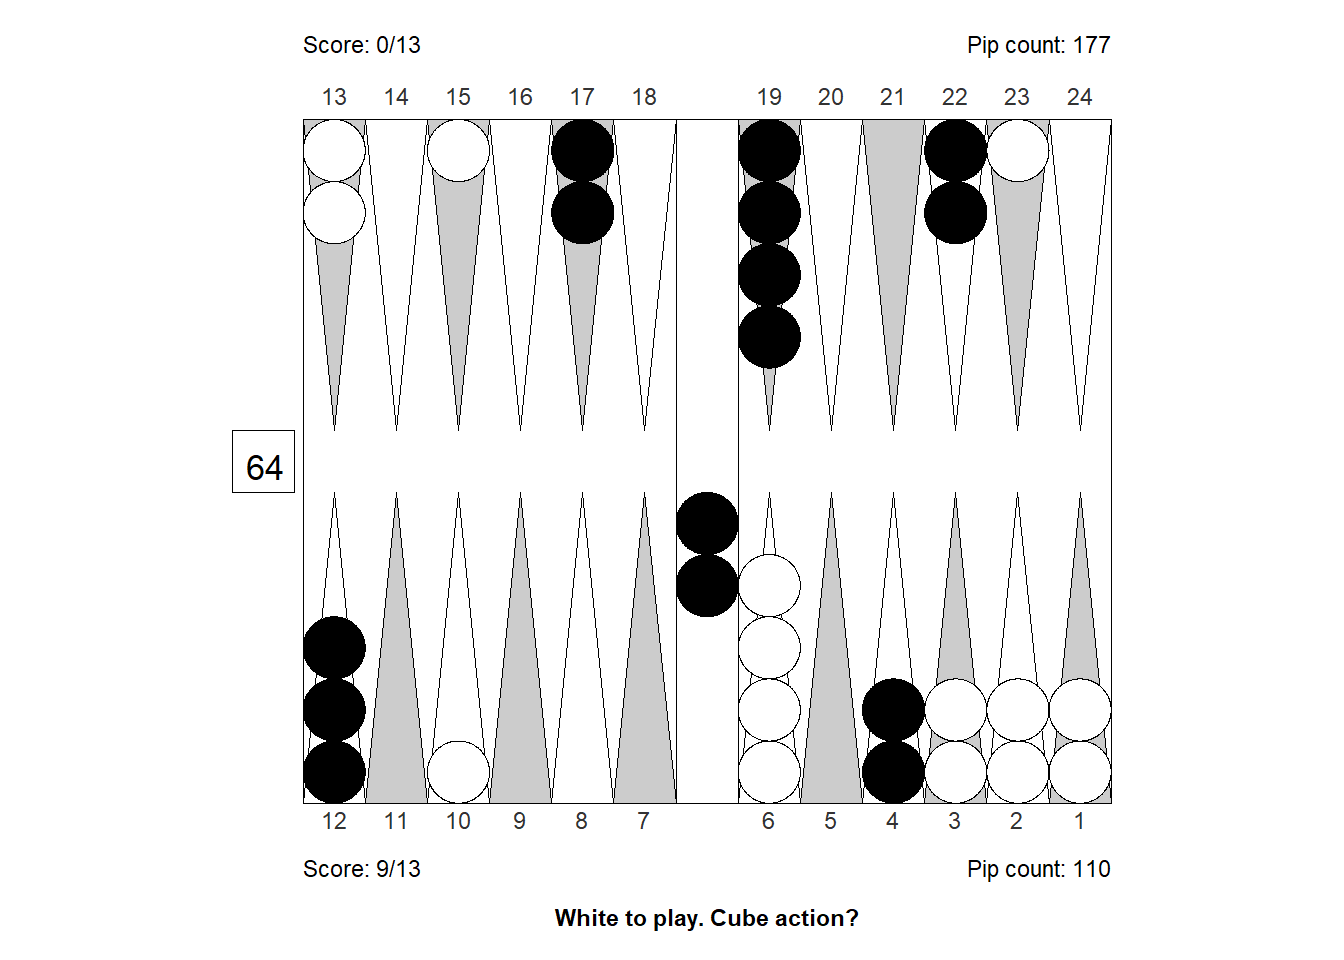 Score: 0/13 Pip count: 177
13 14 15 16 17 18 19 20 21 22 23 24
64
12 11 10 9 8 7 6 5 4 3 2 1
Score: 9/13 Pip count: 110
White to play. Cube action?